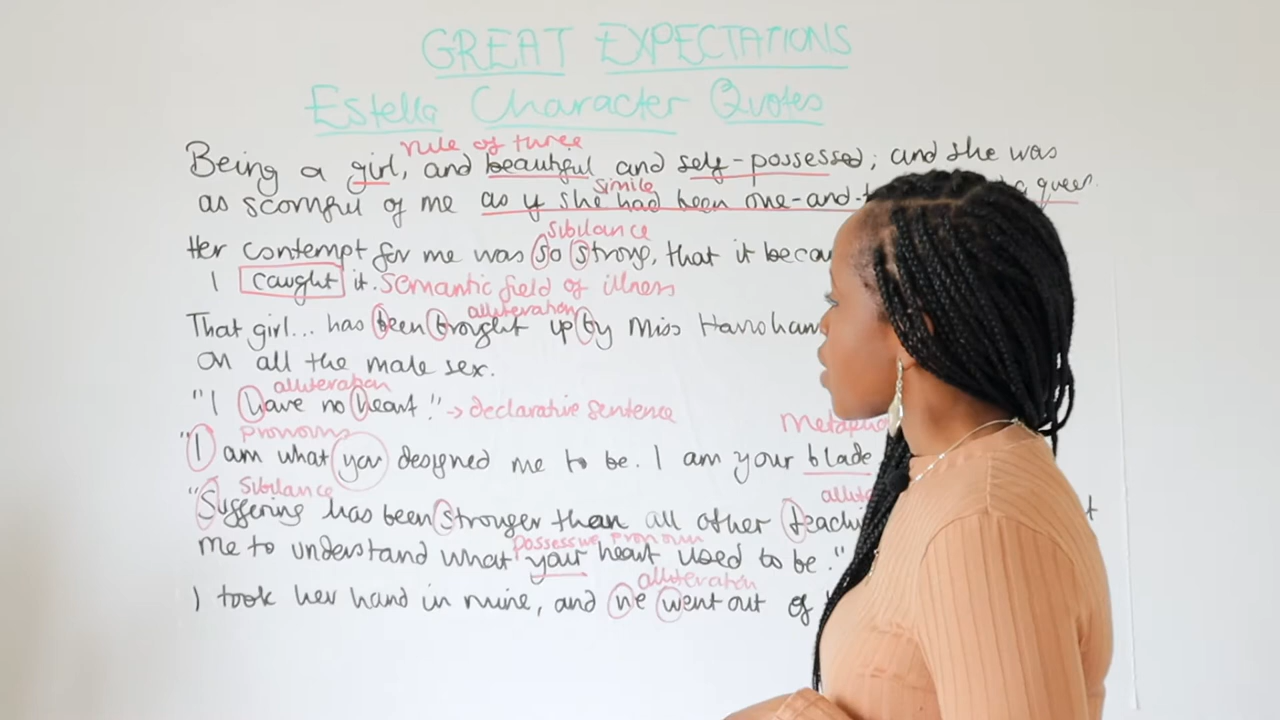 GREAT EXPECTATIONS
Estella Character Quotes
rule of three
Being a girl, and beautiful and self-possessed; and she was
simile
as scornful of me as if she had been one-and- a queen.
sibilance
Her contempt for me was so strong, that it
I caught it. Semantic field of illness
alliteration
That girl... has been brought up by Miss Havisham
on all the male sex.
alliteration
"I have no heart!" -> declarative sentence
pronouns
"I am what you designed me to be. I am your blade
Sibilance
"Suffering has been stronger than all other
possessive pronoun
me to understand what your heart used to be."
alliteration
I took her hand in mine, and we went out of